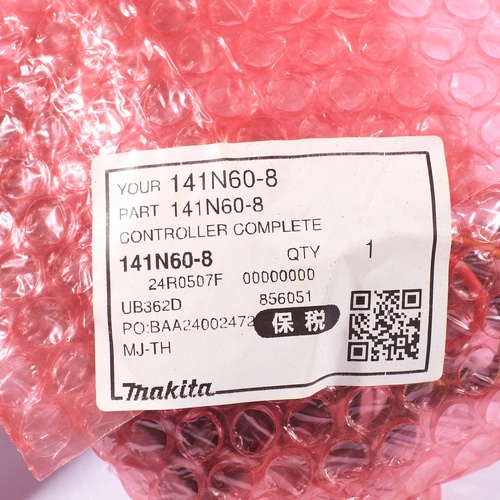 YOUR 141N60-8
PART 141N60-8
CONTROLLER COMPLETE
141N60-8 QTY 1
24R0507F 00000000
UB362D 856051
PO:BAA24002472 保税
MJ-TH
makita